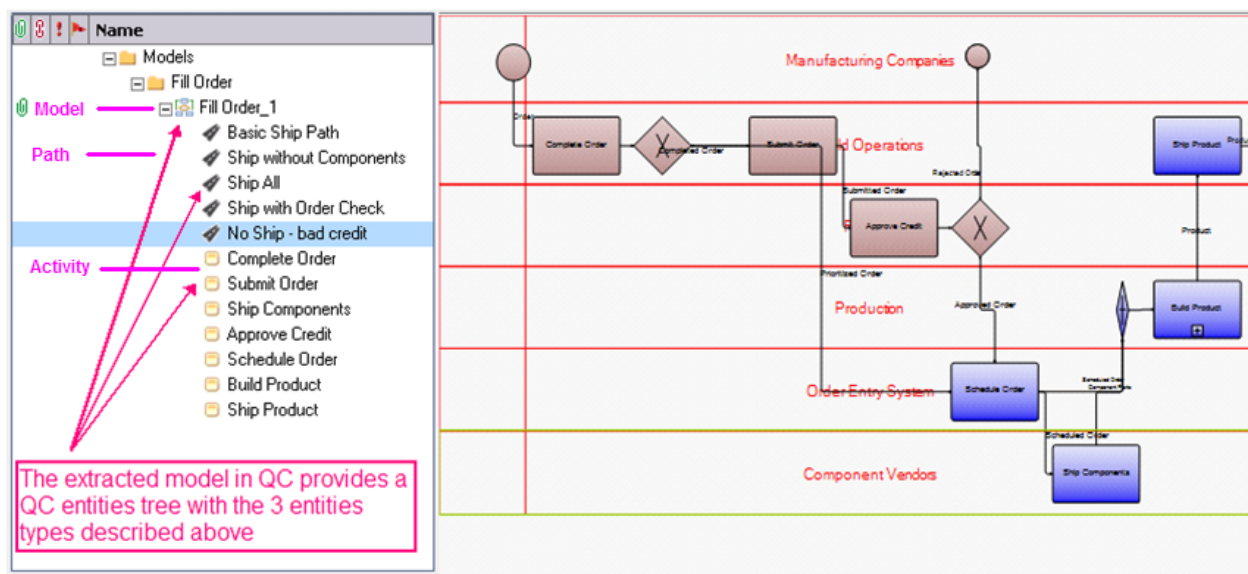 Name
Models
Fill Order
Model
Fill Order_1
Basic Ship Path
Path
Ship without Components
Ship All
Ship with Order Check
No Ship - bad credit
Activity
Complete Order
Submit Order
Ship Components
Approve Credit
Schedule Order
Build Product
Ship Product
The extracted model in QC provides a
QC entities tree with the 3 entities
types described above
Manufacturing Companies
Order
Complete Order
Completed Order
Submit Order
d Operations
Ship Product
Rejected Order
Submitted Order
Approve Credit
Product
Prioritized Order
Approved Order
Production
Build Product
Order Entry System
Schedule Order
Scheduled Order
Component Vendors
Ship Components